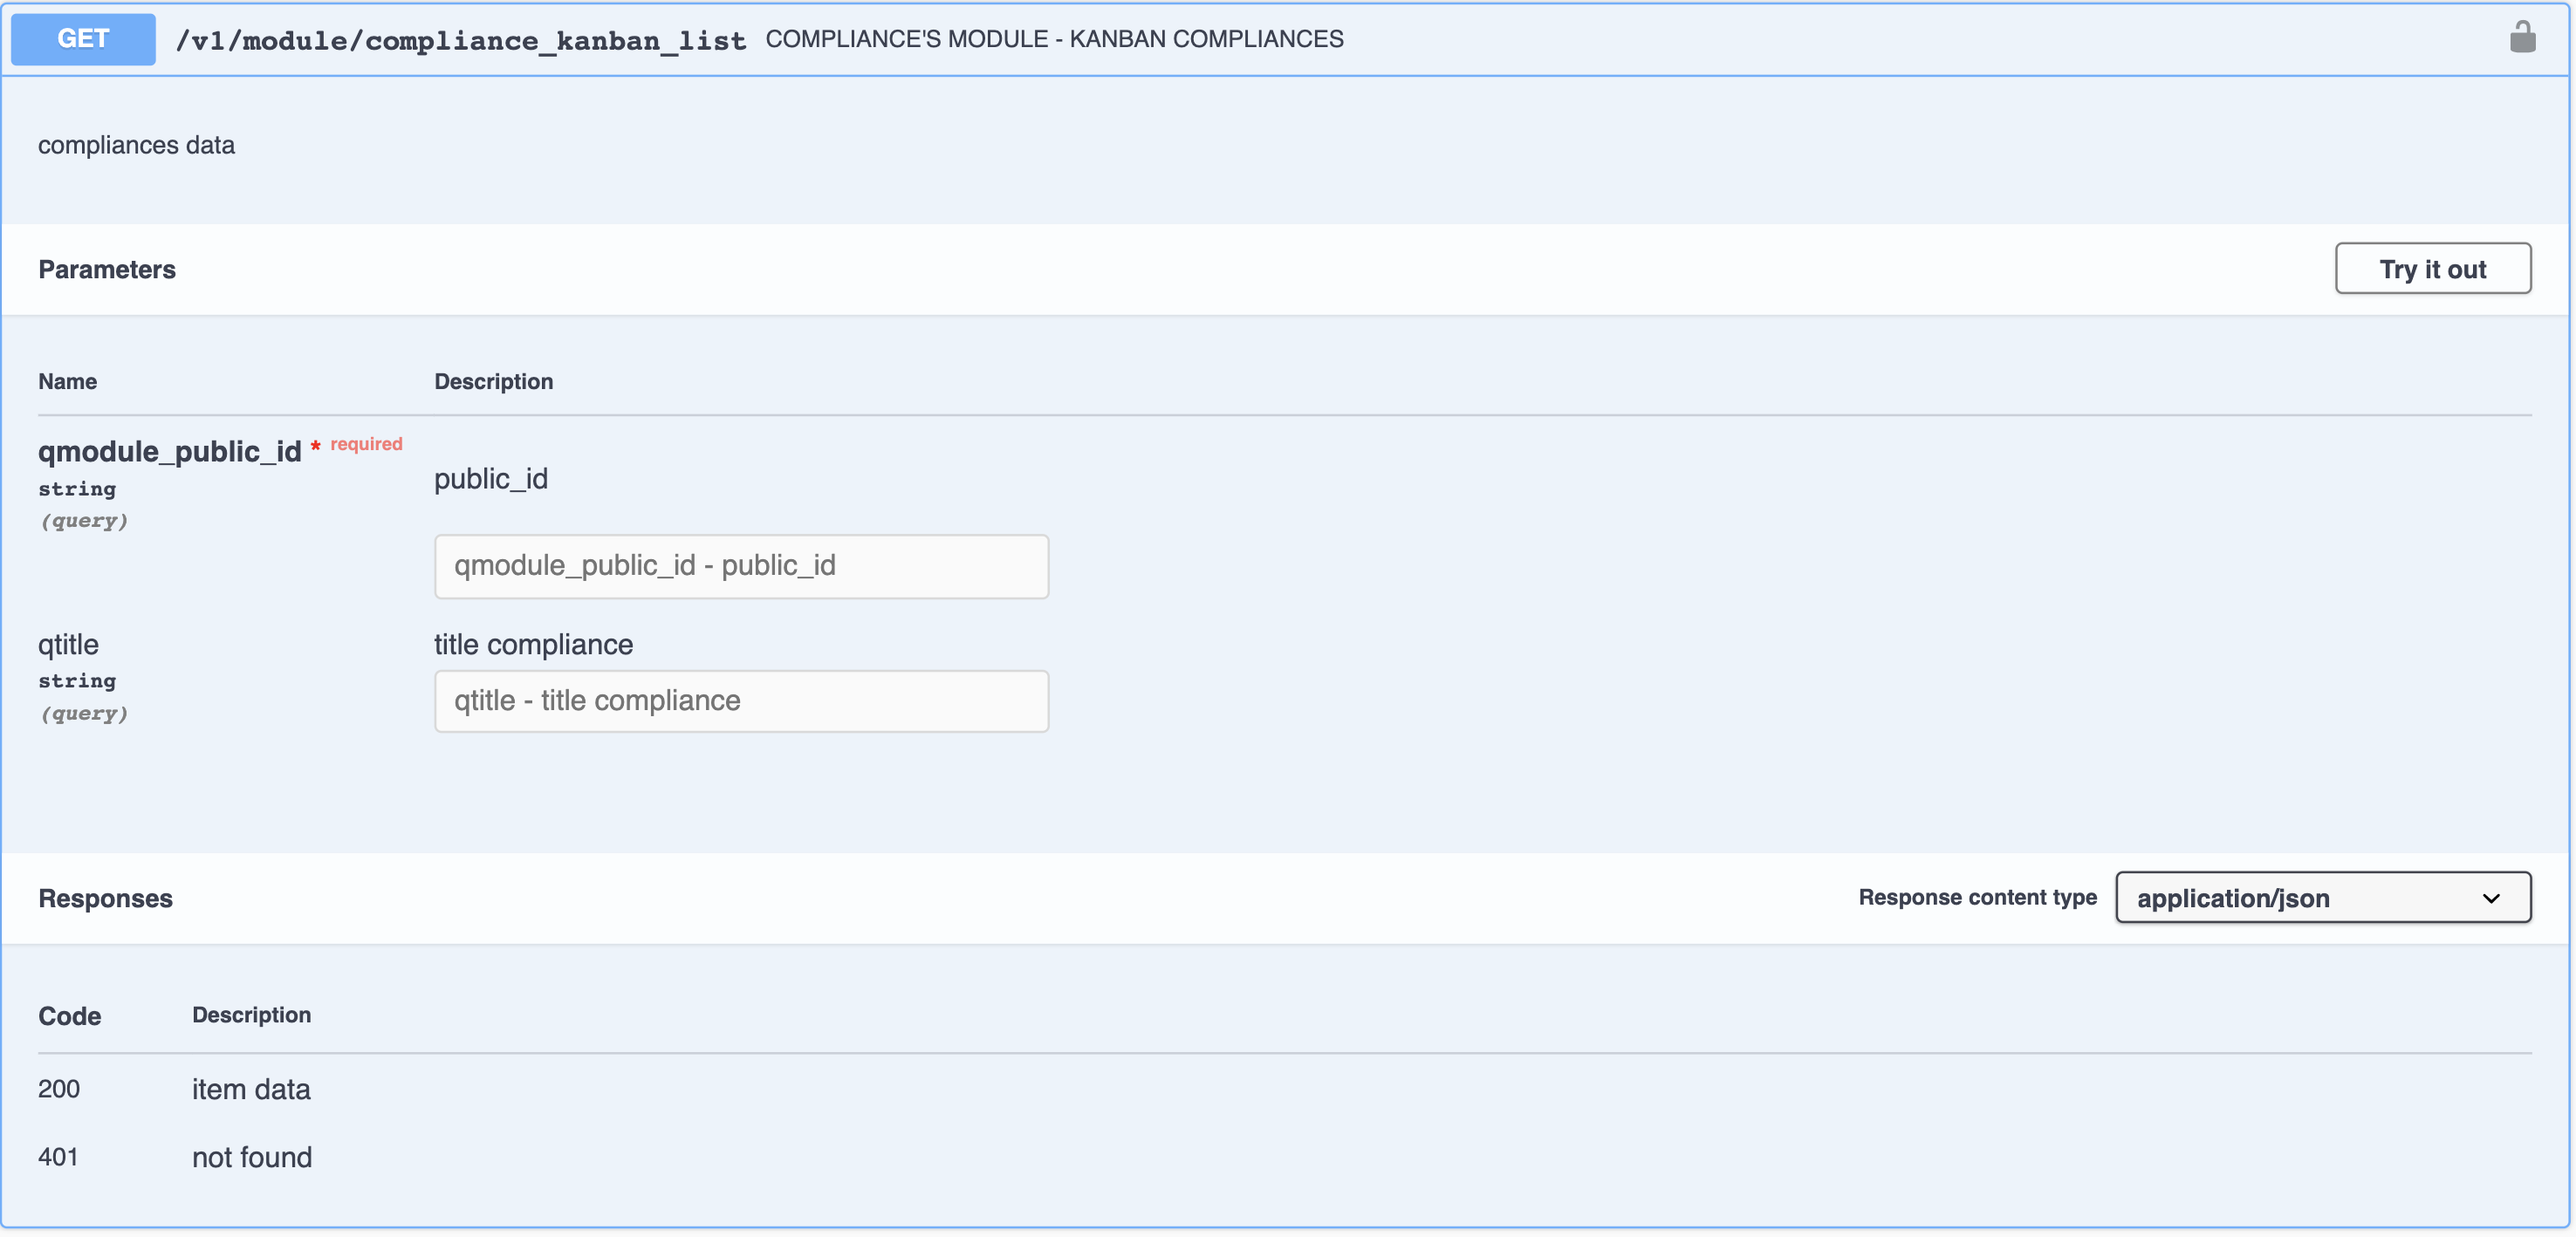 GET /v1/module/compliance_kanban_list COMPLIANCE'S MODULE - KANBAN COMPLIANCES
compliances data
Parameters Try it out
Name Description
qmodule_public_id * required
string
(query)
public_id
qmodule_public_id - public_id
qtitle
string
(query)
title compliance
qtitle - title compliance
Responses Response content type application/json
Code Description
200 item data
401 not found